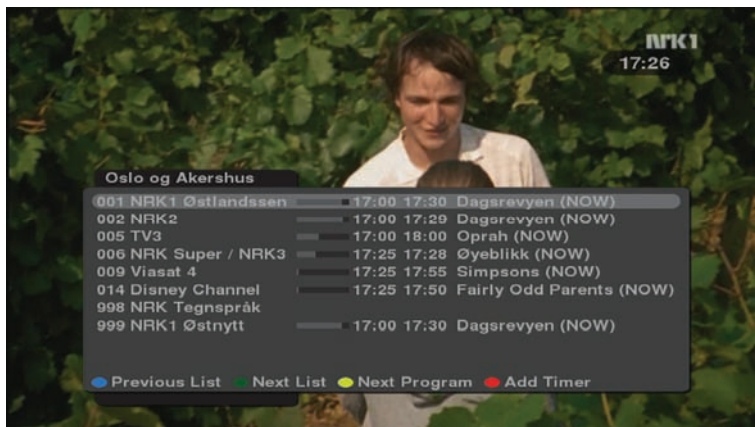 NRK1
17:26
Oslo og Akershus
001 NRK1 Østlandssen 17:00 17:30 Dagsrevyen (NOW)
002 NRK2 17:00 17:29 Dagsrevyen (NOW)
005 TV3 17:00 18:00 Oprah (NOW)
006 NRK Super / NRK3 17:25 17:28 Øyeblikk (NOW)
009 Viasat 4 17:25 17:55 Simpsons (NOW)
014 Disney Channel 17:25 17:50 Fairly Odd Parents (NOW)
998 NRK Tegnspråk
999 NRK1 Østnytt 17:00 17:30 Dagsrevyen (NOW)
Previous List Next List Next Program Add Timer